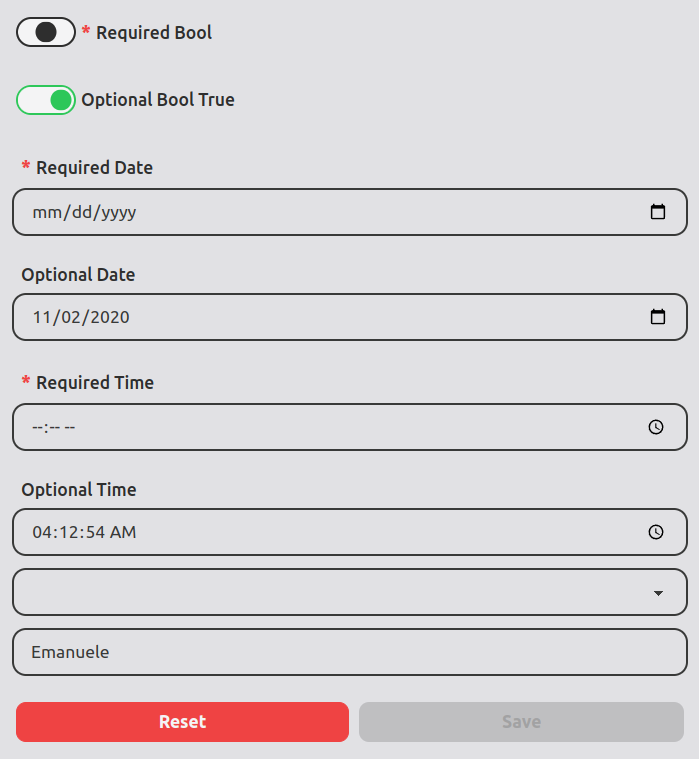 * Required Bool
Optional Bool True
* Required Date
mm/dd/yyyy
Optional Date
11/02/2020
* Required Time
--:-- --
Optional Time
04:12:54 AM
Emanuele
Reset Save